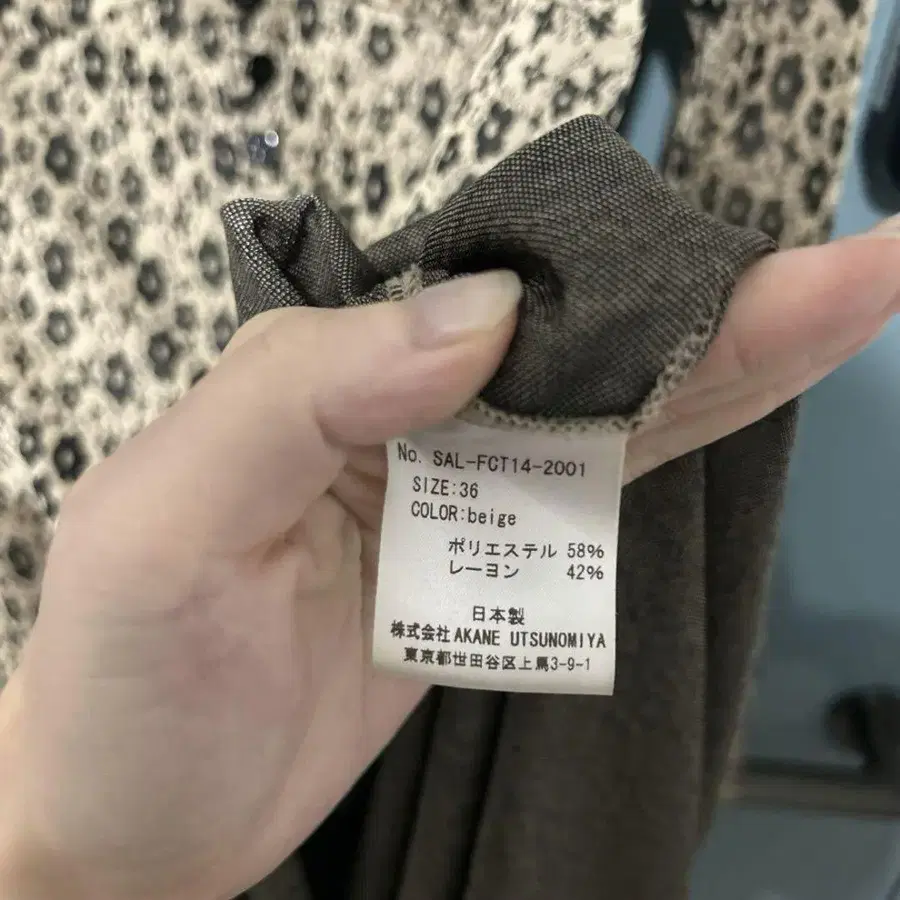 No. SAL-FCT14-2001
SIZE:36
COLOR:beige
ポリエステル 58%
レーヨン 42%
日本製
株式会社AKANE UTSUNOMIYA
東京都世田谷区上馬3-9-1